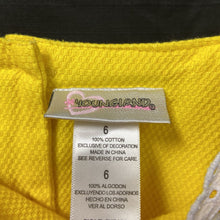 YOUNGLAND®
6
100% COTTON
EXCLUSIVE OF DECORATION
MADE IN CHINA
SEE REVERSE FOR CARE
6
100% ALGODON
EXCLUYENDO LOS ADORNOS
HECHO EN CHINA
VER AL DORSO